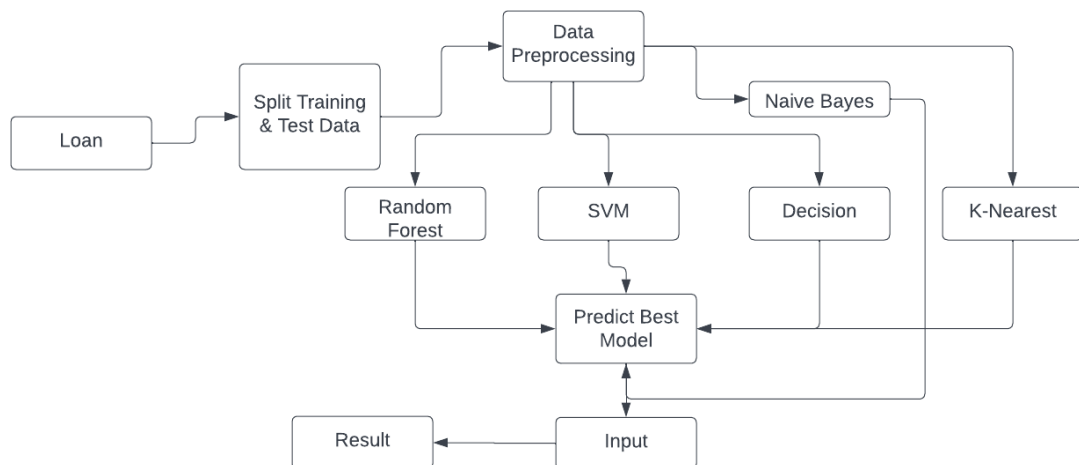 Data
Preprocessing
Split Training
& Test Data
Naive Bayes
Loan
Random
Forest
SVM
Decision
K-Nearest
Predict Best
Model
Result
Input